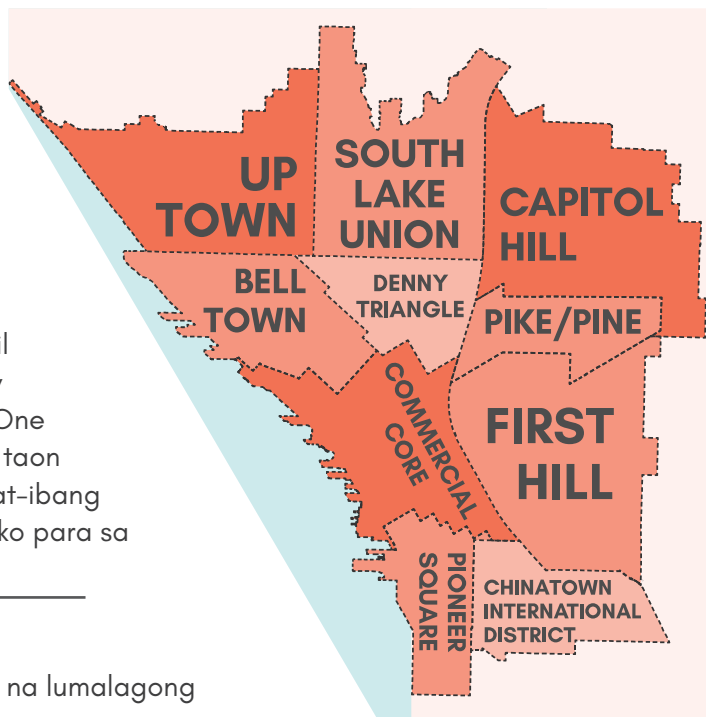 UP
TOWN
SOUTH
LAKE
UNION
CAPITOL
HILL
BELL
TOWN
DENNY
TRIANGLE
PIKE/PINE
COMMERCIAL
CORE
FIRST
HILL
PIONEER
SQUARE
CHINATOWN
INTERNATIONAL
DISTRICT
One
taon
at-ibang
ko para sa
na lumalagong